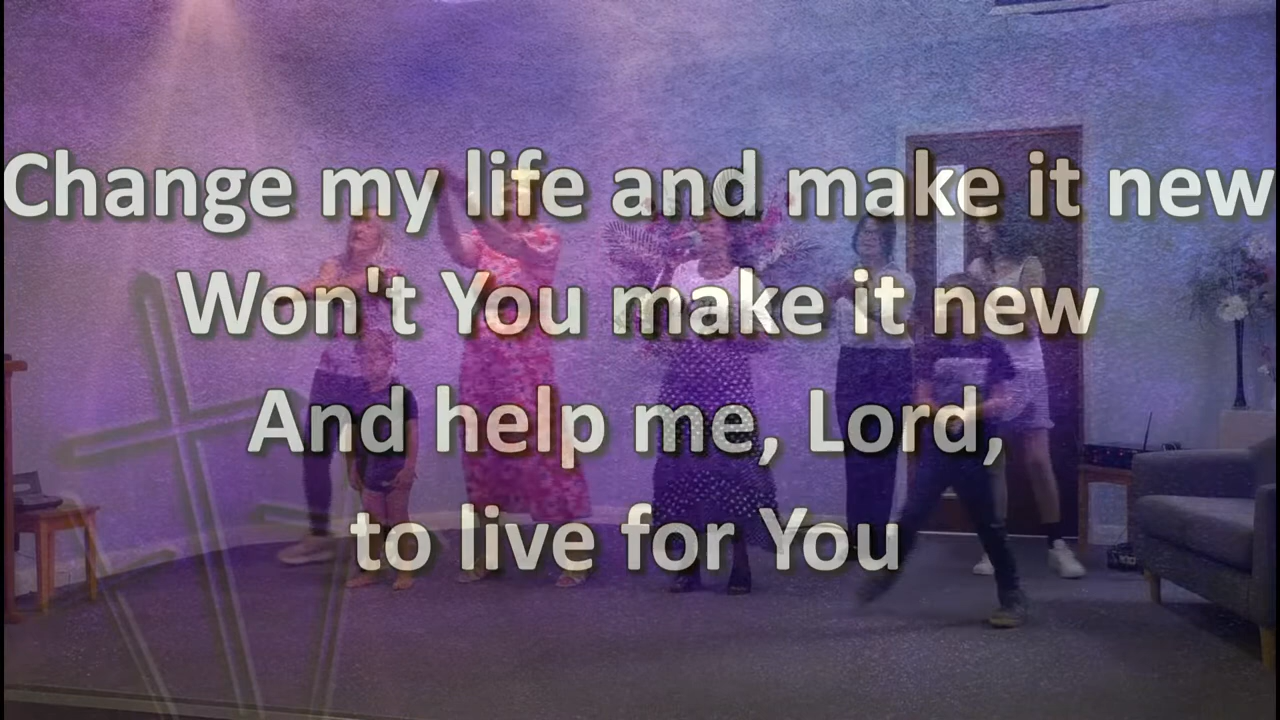 Change my life and make it new
Won't You make it new
And help me, Lord,
to live for You